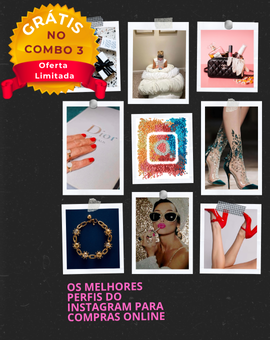 GRÁTIS
NO
COMBO 3
Oferta
Limitada
Dior
OS MELHORES
PERFIS DO
INSTAGRAM PARA
COMPRAS ONLINE